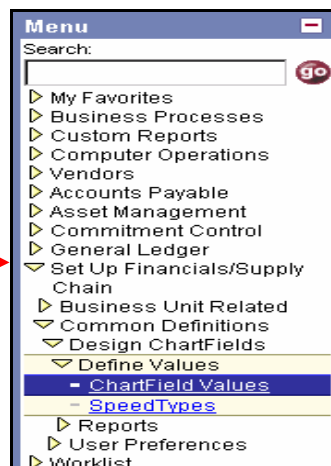 Menu
Search:
go
My Favorites
Business Processes
Custom Reports
Computer Operations
Vendors
Accounts Payable
Asset Management
Commitment Control
General Ledger
Set Up Financials/Supply
Chain
Business Unit Related
Common Definitions
Design ChartFields
Define Values
- ChartField Values
- SpeedTypes
Reports
User Preferences
Worklist